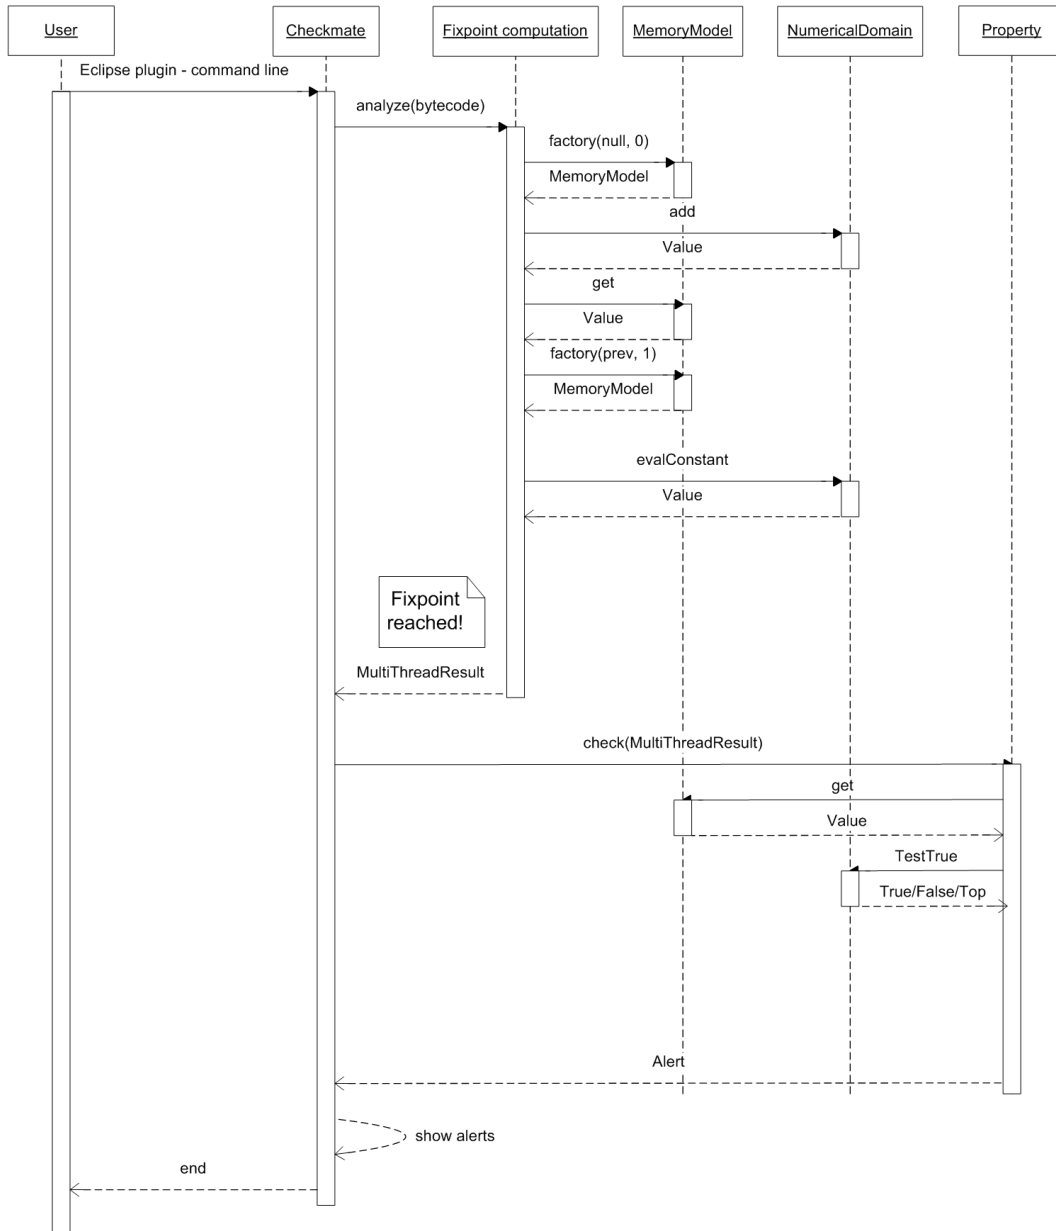 User
Checkmate
Fixpoint computation
MemoryModel
NumericalDomain
Property
Eclipse plugin - command line
analyze(bytecode)
factory(null, 0)
MemoryModel
add
Value
get
Value
factory(prev, 1)
MemoryModel
evalConstant
Value
Fixpoint
reached!
MultiThreadResult
check(MultiThreadResult)
get
Value
TestTrue
True/False/Top
Alert
show alerts
end